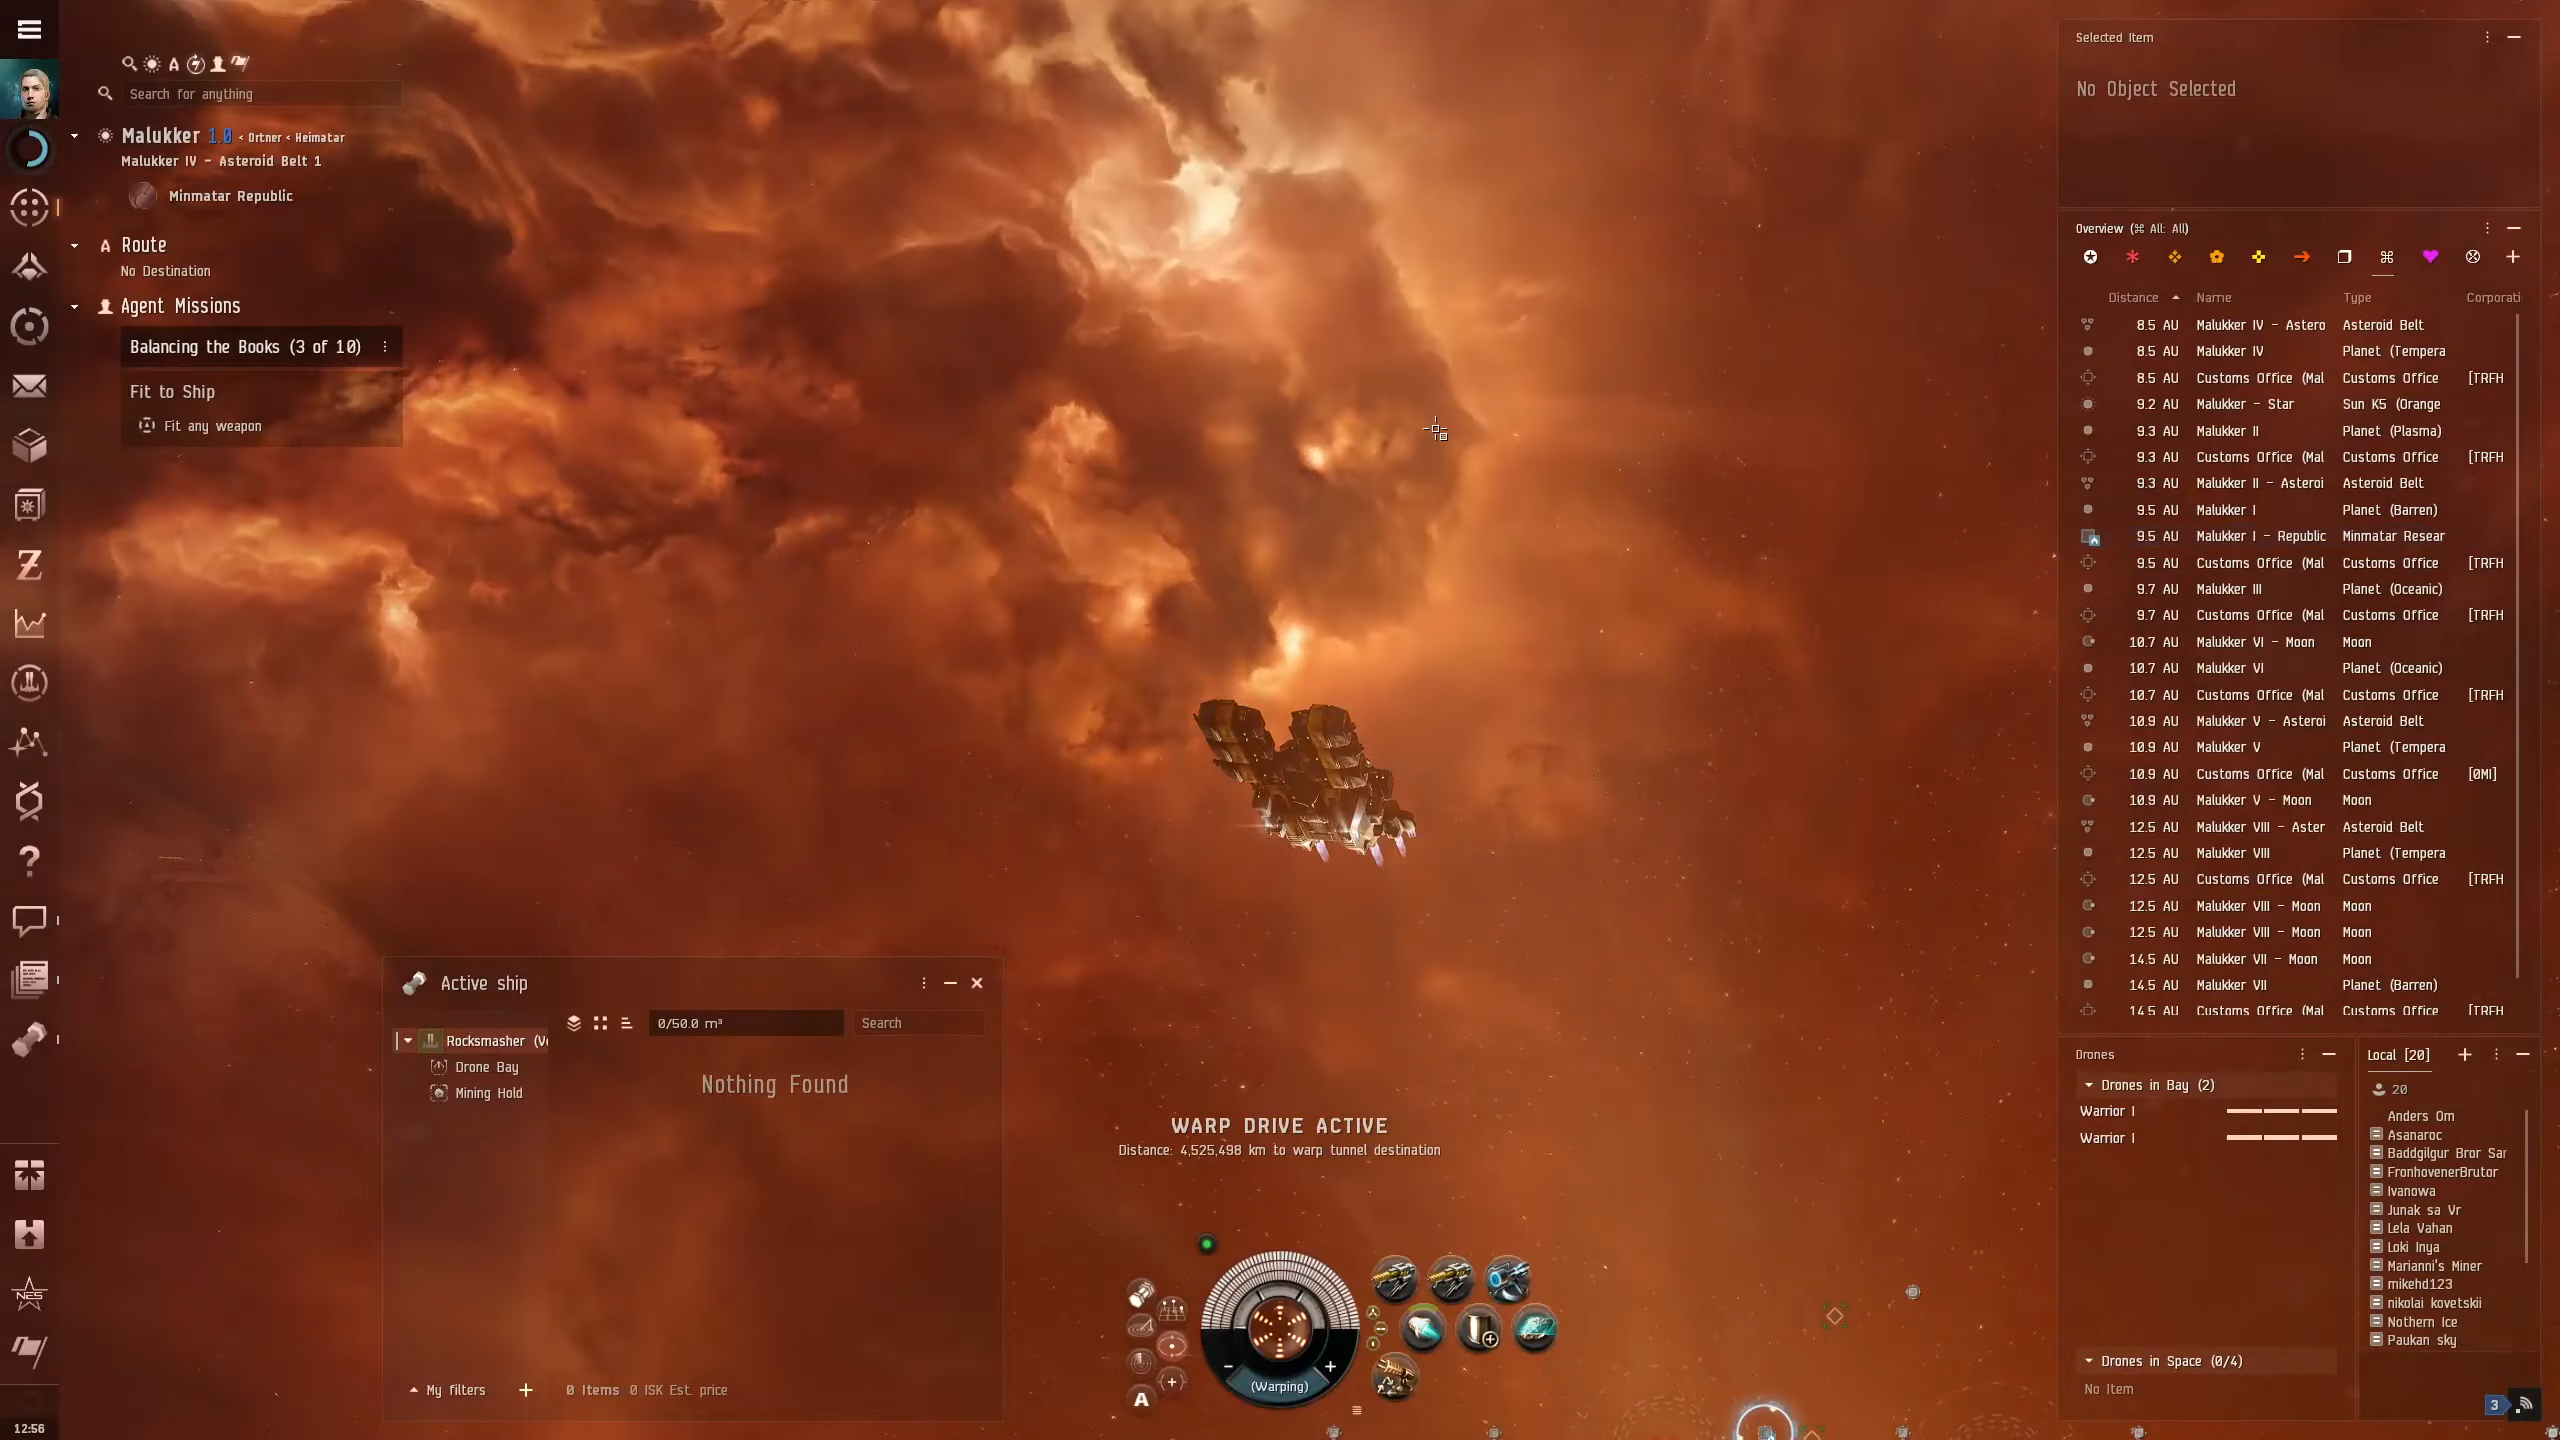 Search for anything
Malukker 1.0 < Ortner < Heimatar
Malukker IV - Asteroid Belt 1
Minmatar Republic
Route
No Destination
Agent Missions
Balancing the Books (3 of 10)
Fit to Ship
Fit any weapon
Selected Item
No Object Selected
Overview (⌘ All: All)
Distance Name Type Corporati
8.5 AU Malukker IV - Astero Asteroid Belt
8.5 AU Malukker IV Planet (Tempera
8.5 AU Customs Office (Mal Customs Office [TRFH
9.2 AU Malukker - Star Sun K5 (Orange
9.3 AU Malukker II Planet (Plasma)
9.3 AU Customs Office (Mal Customs Office [TRFH
9.3 AU Malukker II - Asteroi Asteroid Belt
9.5 AU Malukker I Planet (Barren)
9.5 AU Malukker I - Republic Minmatar Resear
9.5 AU Customs Office (Mal Customs Office [TRFH
9.7 AU Malukker III Planet (Oceanic)
9.7 AU Customs Office (Mal Customs Office [TRFH
10.7 AU Malukker VI - Moon Moon
10.7 AU Malukker VI Planet (Oceanic)
10.7 AU Customs Office (Mal Customs Office [TRFH
10.9 AU Malukker V - Asteroi Asteroid Belt
10.9 AU Malukker V Planet (Tempera
10.9 AU Customs Office (Mal Customs Office [0MI]
10.9 AU Malukker V - Moon Moon
12.5 AU Malukker VIII - Aster Asteroid Belt
12.5 AU Malukker VIII Planet (Tempera
12.5 AU Customs Office (Mal Customs Office [TRFH
12.5 AU Malukker VIII - Moon Moon
12.5 AU Malukker VIII - Moon Moon
14.5 AU Malukker VII - Moon Moon
14.5 AU Malukker VII Planet (Barren)
14.5 AU Customs Office (Mal Customs Office [TRFH
Active ship
0/50.0 m³ Search
Rocksmasher (Ve
Drone Bay
Mining Hold
Nothing Found
My filters + 0 Items 0 ISK Est. price
WARP DRIVE ACTIVE
Distance: 4,525,498 km to warp tunnel destination
(Warping)
A
Drones
Drones in Bay (2)
Warrior I
Warrior I
Drones in Space (0/4)
No Item
Local [20]
20
Anders Om
Asanaroc
Baddgilgur Bror Sar
FronhovenerBrutor
Ivanowa
Junak sa Vr
Lela Vahan
Loki Inya
Marianni's Miner
mikehd123
nikolai kovetskii
Nothern Ice
Paukan sky
3
NES
12:56